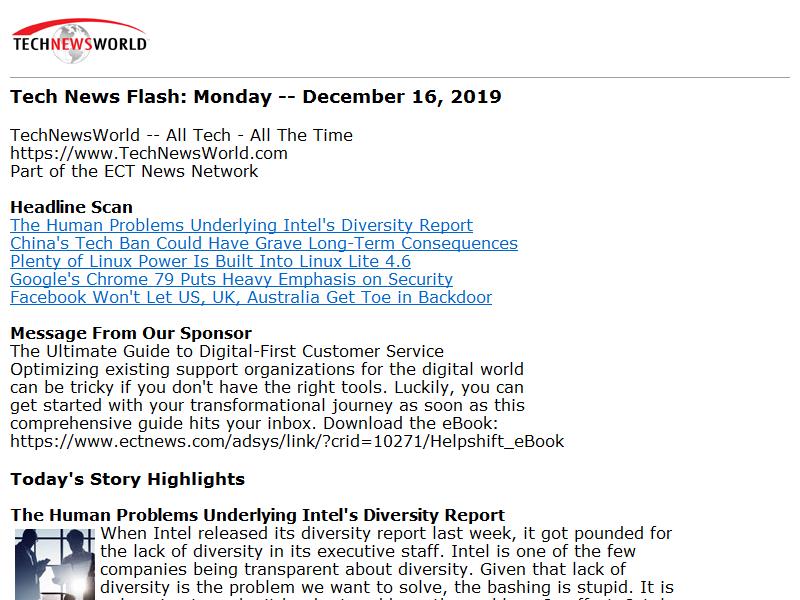 TECHNEWSWORLD
Tech News Flash: Monday -- December 16, 2019
TechNewsWorld -- All Tech - All The Time
https://www.TechNewsWorld.com
Part of the ECT News Network
Headline Scan
The Human Problems Underlying Intel's Diversity Report
China's Tech Ban Could Have Grave Long-Term Consequences
Plenty of Linux Power Is Built Into Linux Lite 4.6
Google's Chrome 79 Puts Heavy Emphasis on Security
Facebook Won't Let US, UK, Australia Get Toe in Backdoor
Message From Our Sponsor
The Ultimate Guide to Digital-First Customer Service
Optimizing existing support organizations for the digital world
can be tricky if you don't have the right tools. Luckily, you can
get started with your transformational journey as soon as this
comprehensive guide hits your inbox. Download the eBook:
https://www.ectnews.com/adsys/link/?crid=10271/Helpshift_eBook
Today's Story Highlights
The Human Problems Underlying Intel's Diversity Report
When Intel released its diversity report last week, it got pounded for
the lack of diversity in its executive staff. Intel is one of the few
companies being transparent about diversity. Given that lack of
diversity is the problem we want to solve, the bashing is stupid. It is